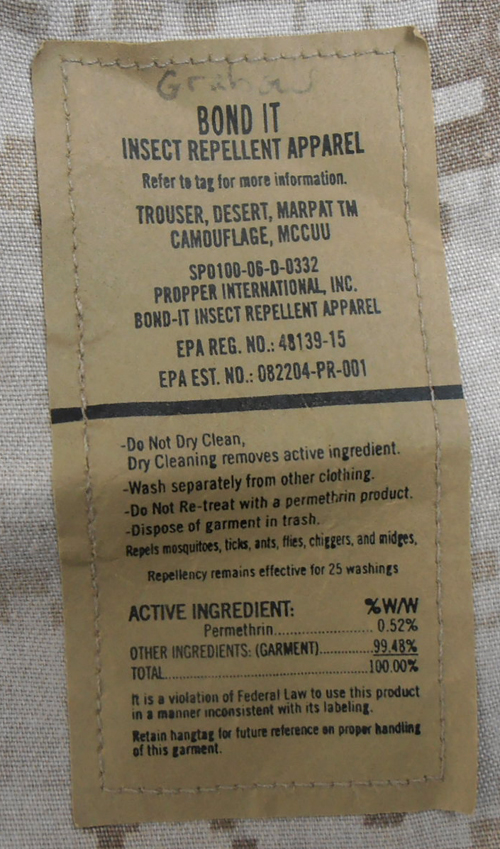 BOND IT
INSECT REPELLENT APPAREL
Refer to tag for more information.
TROUSER, DESERT, MARPAT TM
CAMOUFLAGE, MCCUU
SPO100-06-D-0332
PROPPER INTERNATIONAL, INC.
BOND-IT INSECT REPELLENT APPAREL
EPA REG. NO.: 48139-15
EPA EST. NO.: 082204-PR-001
-Do Not Dry Clean,
Dry Cleaning removes active ingredient.
-Wash separately from other clothing.
-Do Not Re-treat with a permethrin product.
-Dispose of garment in trash.
Repels mosquitoes, ticks, ants, flies, chiggers, and midges,
Repellency remains effective for 25 washings
ACTIVE INGREDIENT: %W/W
Permethrin.................... 0.52%
OTHER INGREDIENTS: (GARMENT)...........99.48%
TOTAL..........................................100.00%
It is a violation of Federal Law to use this product
in a manner inconsistent with its labeling.
Retain hangtag for future reference on proper handling
of this garment.